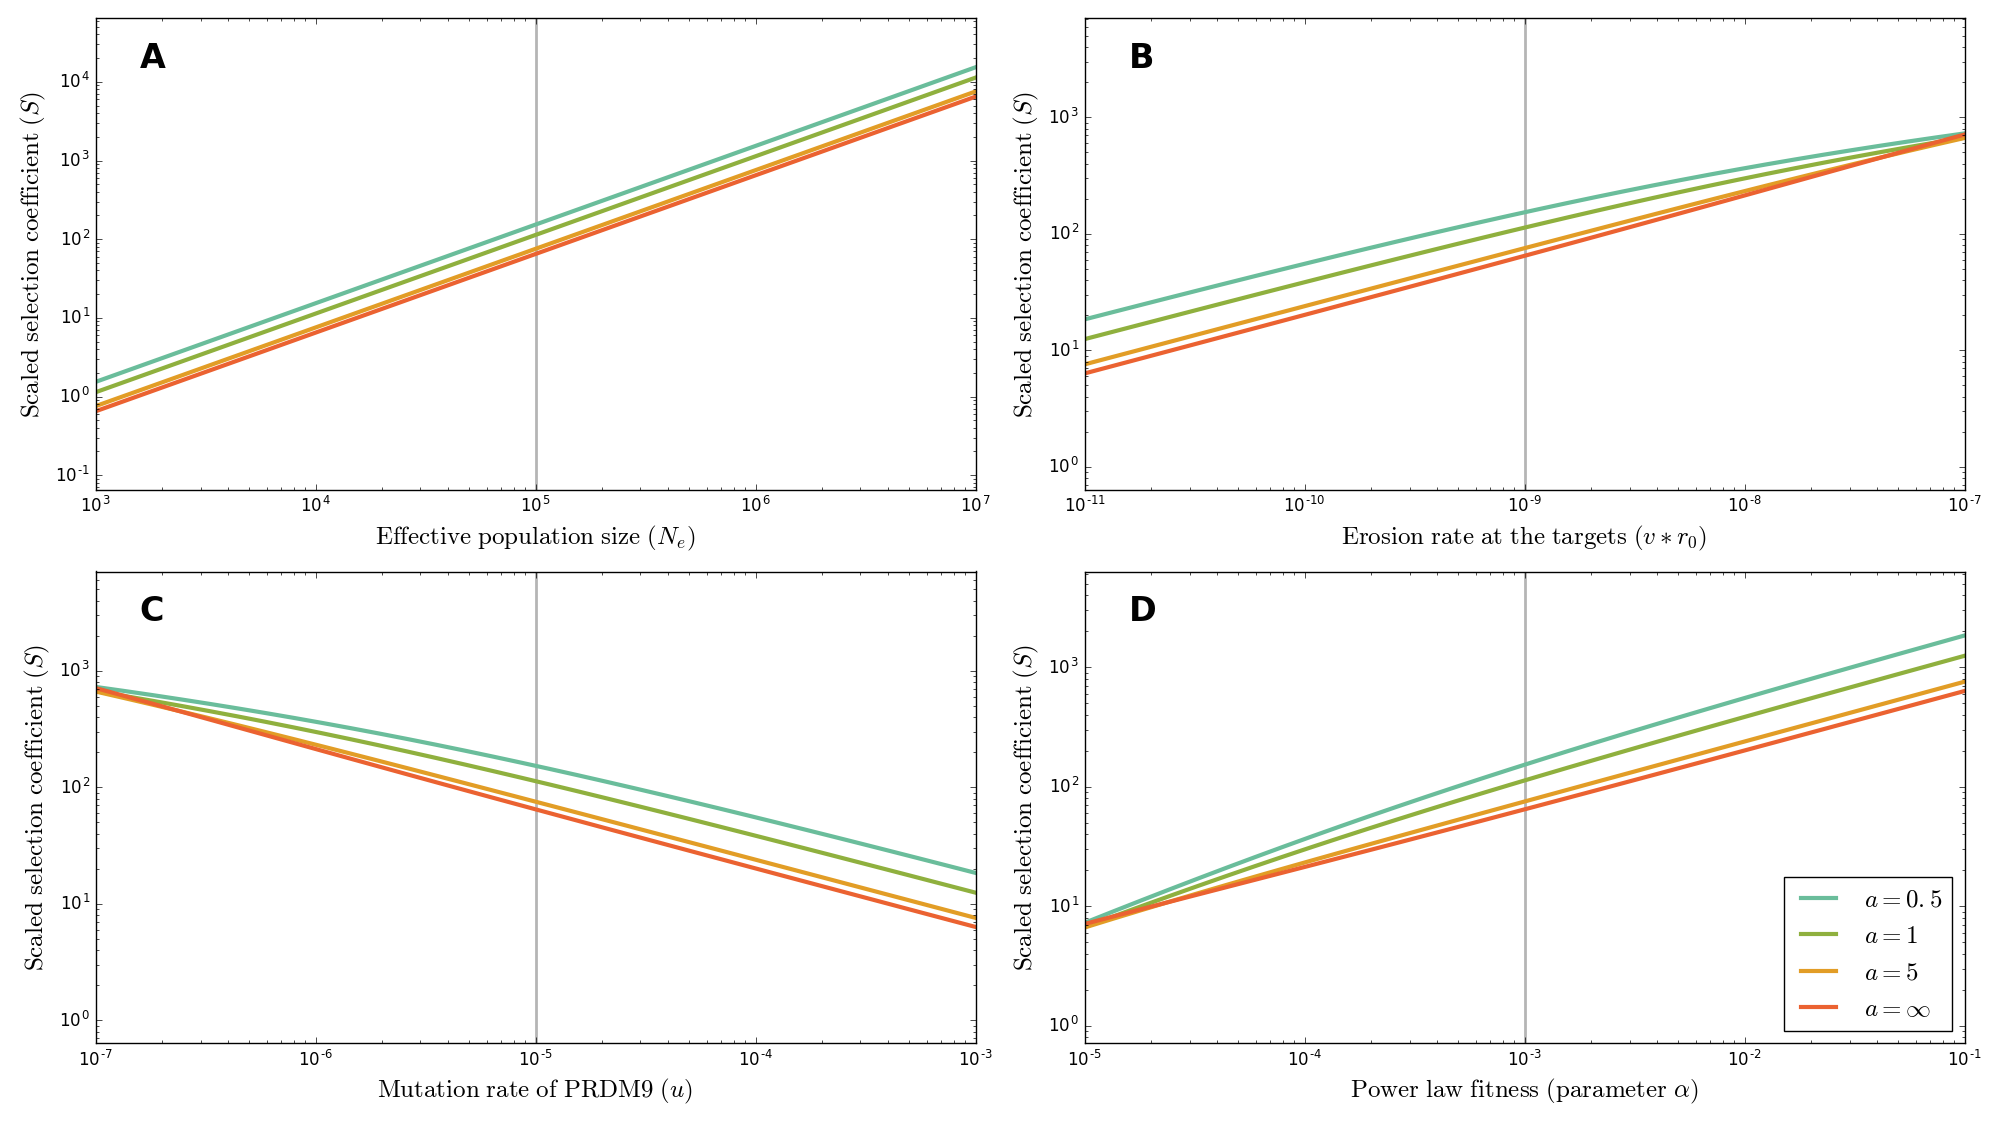 A
Scaled selection coefficient (S)
10^4
10^3
10^2
10^1
10^0
10^-1
10^3 10^4 10^5 10^6 10^7
Effective population size (N_e)
B
Scaled selection coefficient (S)
10^3
10^2
10^1
10^0
10^-11 10^-10 10^-9 10^-8 10^-7
Erosion rate at the targets (v * r_0)
C
Scaled selection coefficient (S)
10^3
10^2
10^1
10^0
10^-7 10^-6 10^-5 10^-4 10^-3
Mutation rate of PRDM9 (u)
D
Scaled selection coefficient (S)
10^3
10^2
10^1
10^0
10^-5 10^-4 10^-3 10^-2 10^-1
Power law fitness (parameter α)
a = 0.5
a = 1
a = 5
a = ∞